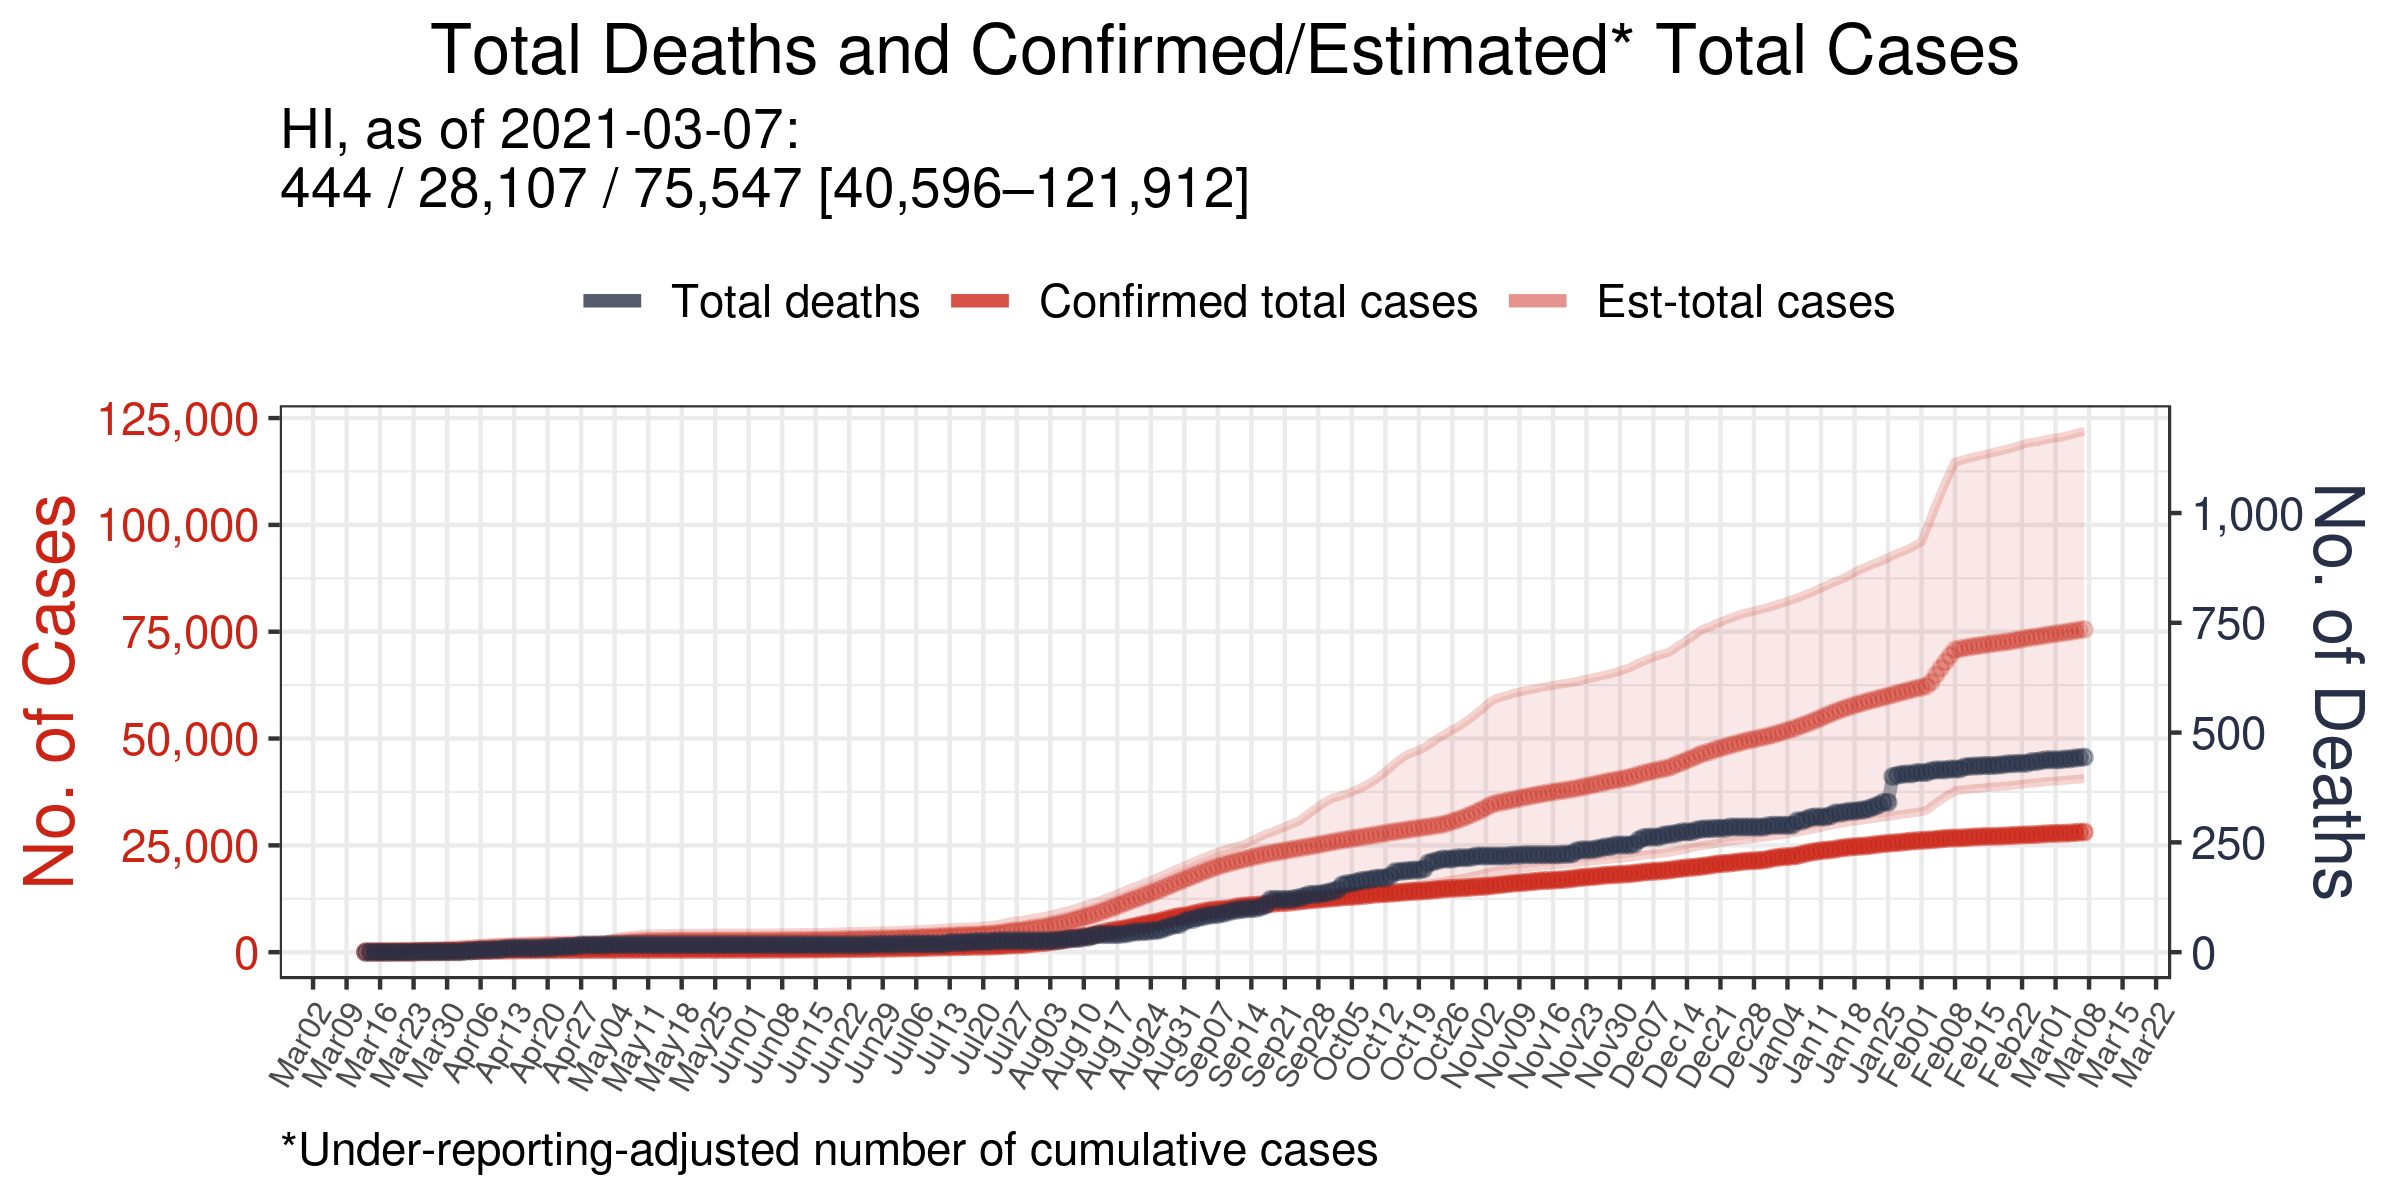 Total Deaths and Confirmed/Estimated* Total Cases
HI, as of 2021-03-07:
444 / 28,107 / 75,547 [40,596–121,912]
Total deaths
Confirmed total cases
Est-total cases
No. of Cases
125,000
100,000
75,000
50,000
25,000
0
1,000
750
500
250
0
No. of Deaths
Mar02
Mar09
Mar16
Mar23
Mar30
Apr06
Apr13
Apr20
Apr27
May04
May11
May18
May25
Jun01
Jun08
Jun15
Jun22
Jun29
Jul06
Jul13
Jul20
Jul27
Aug03
Aug10
Aug17
Aug24
Aug31
Sep07
Sep14
Sep21
Sep28
Oct05
Oct12
Oct19
Oct26
Nov02
Nov09
Nov16
Nov23
Nov30
Dec07
Dec14
Dec21
Dec28
Jan04
Jan11
Jan18
Jan25
Feb01
Feb08
Feb15
Feb22
Mar01
Mar08
Mar15
Mar22
*Under-reporting-adjusted number of cumulative cases